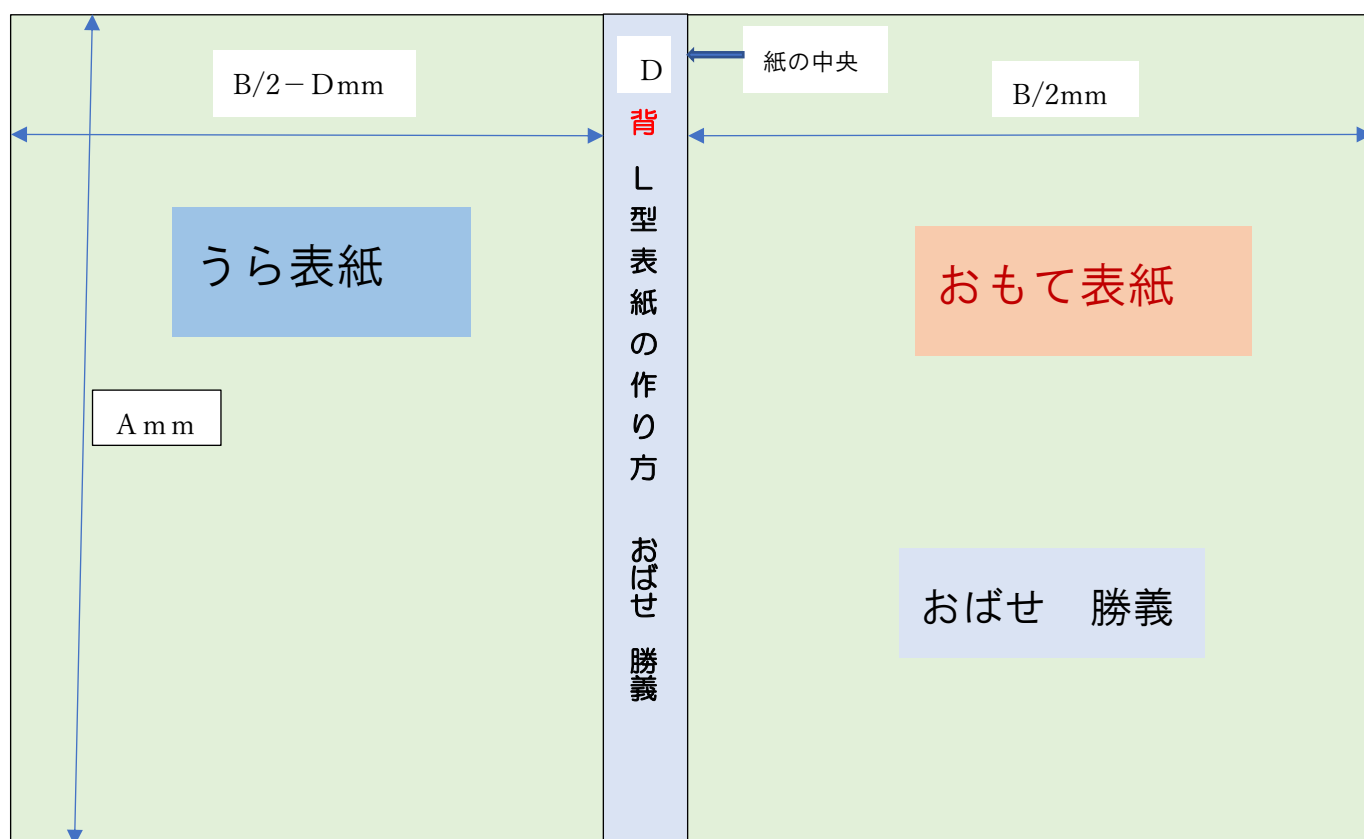 B/2－Dmm
D
紙の中央
B/2mm
背 L型表紙の作り方 おばせ 勝義
うら表紙
おもて表紙
Amm
おばせ　勝義